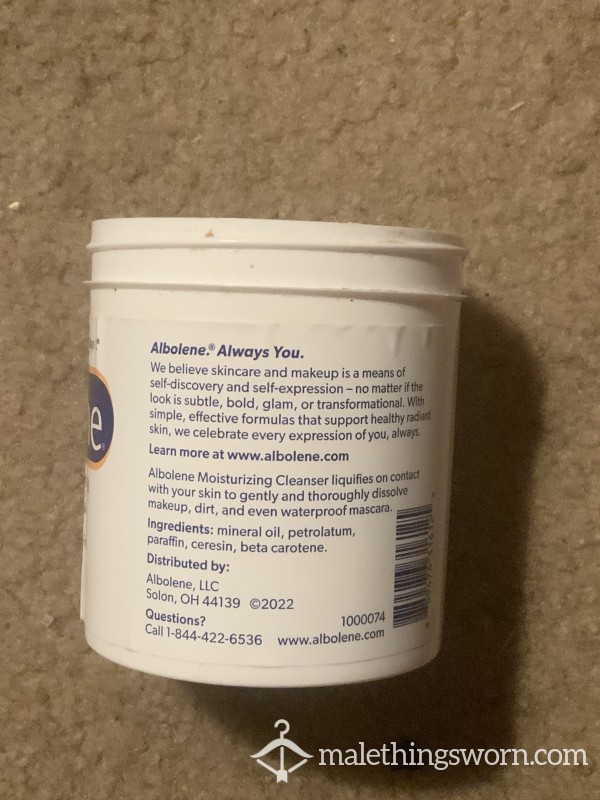 Albolene.® Always You.
We believe skincare and makeup is a means of
self-discovery and self-expression – no matter if the
look is subtle, bold, glam, or transformational. With
simple, effective formulas that support healthy radiant
skin, we celebrate every expression of you, always.
Learn more at www.albolene.com
Albolene Moisturizing Cleanser liquifies on contact
with your skin to gently and thoroughly dissolve
makeup, dirt, and even waterproof mascara.
Ingredients: mineral oil, petrolatum,
paraffin, ceresin, beta carotene.
Distributed by:
Albolene, LLC
Solon, OH 44139 ©2022
Questions?
Call 1-844-422-6536 www.albolene.com
1000074
e
malethingsworn.com